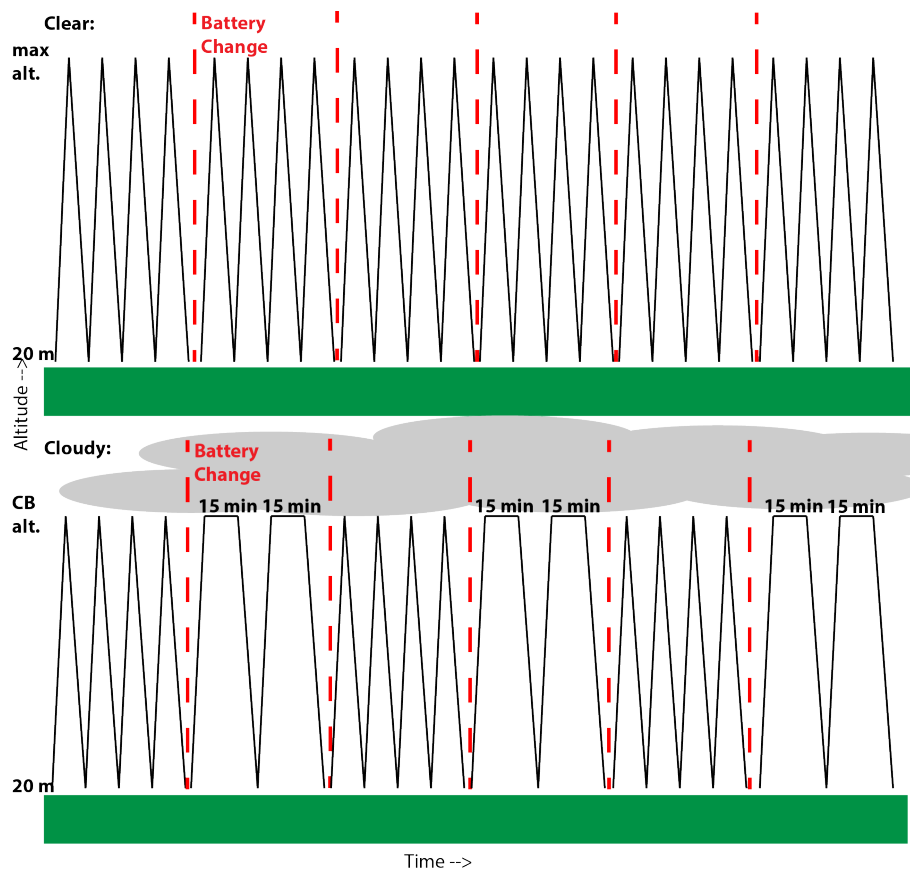 Clear:
Battery
Change
max
alt.
20 m
Altitude -->
Cloudy:
Battery
Change
CB
alt.
15 min 15 min
15 min 15 min
15 min 15 min
20 m
Time -->